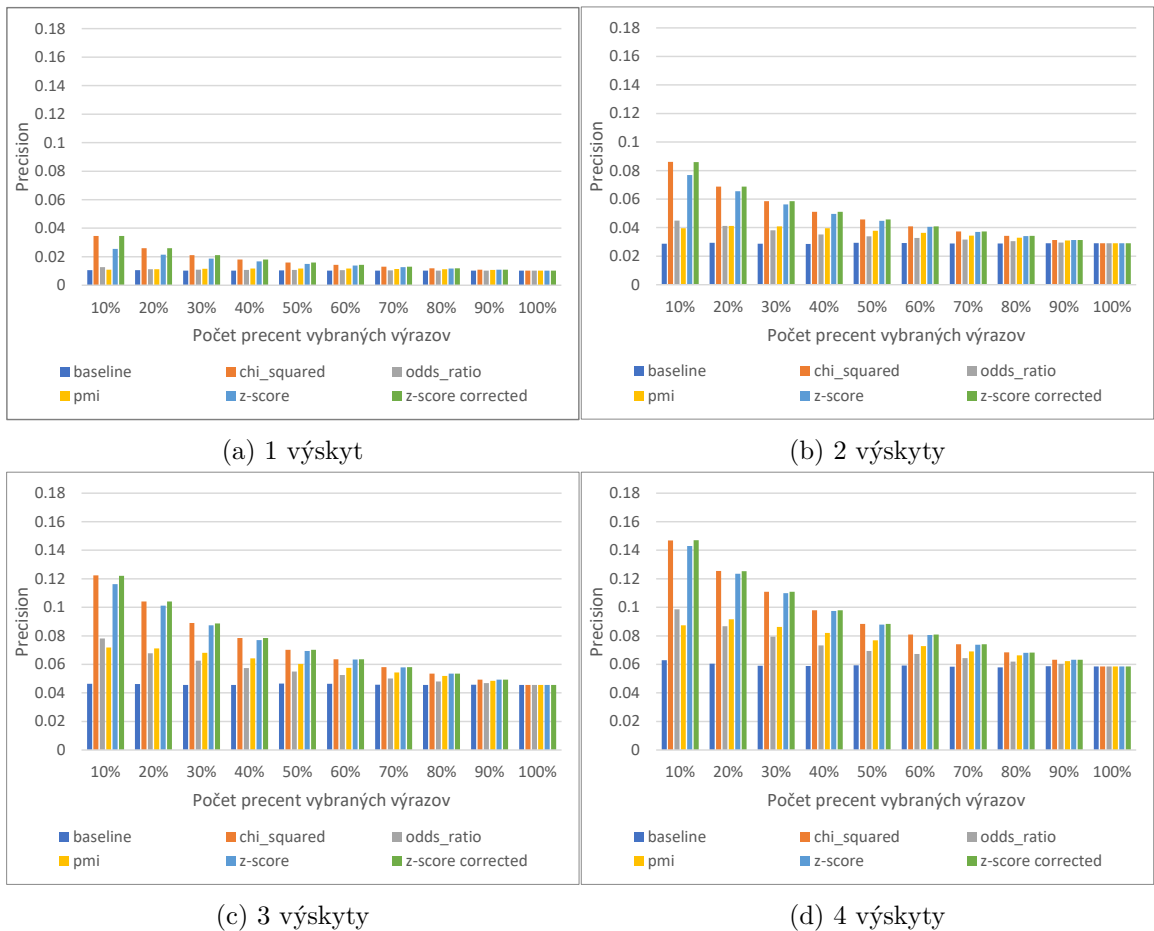 0.18
0.16
0.14
0.12
0.1
0.08
0.06
0.04
0.02
0
Precision
10% 20% 30% 40% 50% 60% 70% 80% 90% 100%
Počet precent vybraných výrazov
baseline chi_squared odds_ratio
pmi z-score z-score corrected
(a) 1 výskyt
0.18
0.16
0.14
0.12
0.1
0.08
0.06
0.04
0.02
0
Precision
10% 20% 30% 40% 50% 60% 70% 80% 90% 100%
Počet precent vybraných výrazov
baseline chi_squared odds_ratio
pmi z-score z-score corrected
(b) 2 výskyty
0.18
0.16
0.14
0.12
0.1
0.08
0.06
0.04
0.02
0
Precision
10% 20% 30% 40% 50% 60% 70% 80% 90% 100%
Počet precent vybraných výrazov
baseline chi_squared odds_ratio
pmi z-score z-score corrected
(c) 3 výskyty
0.18
0.16
0.14
0.12
0.1
0.08
0.06
0.04
0.02
0
Precision
10% 20% 30% 40% 50% 60% 70% 80% 90% 100%
Počet precent vybraných výrazov
baseline chi_squared odds_ratio
pmi z-score z-score corrected
(d) 4 výskyty